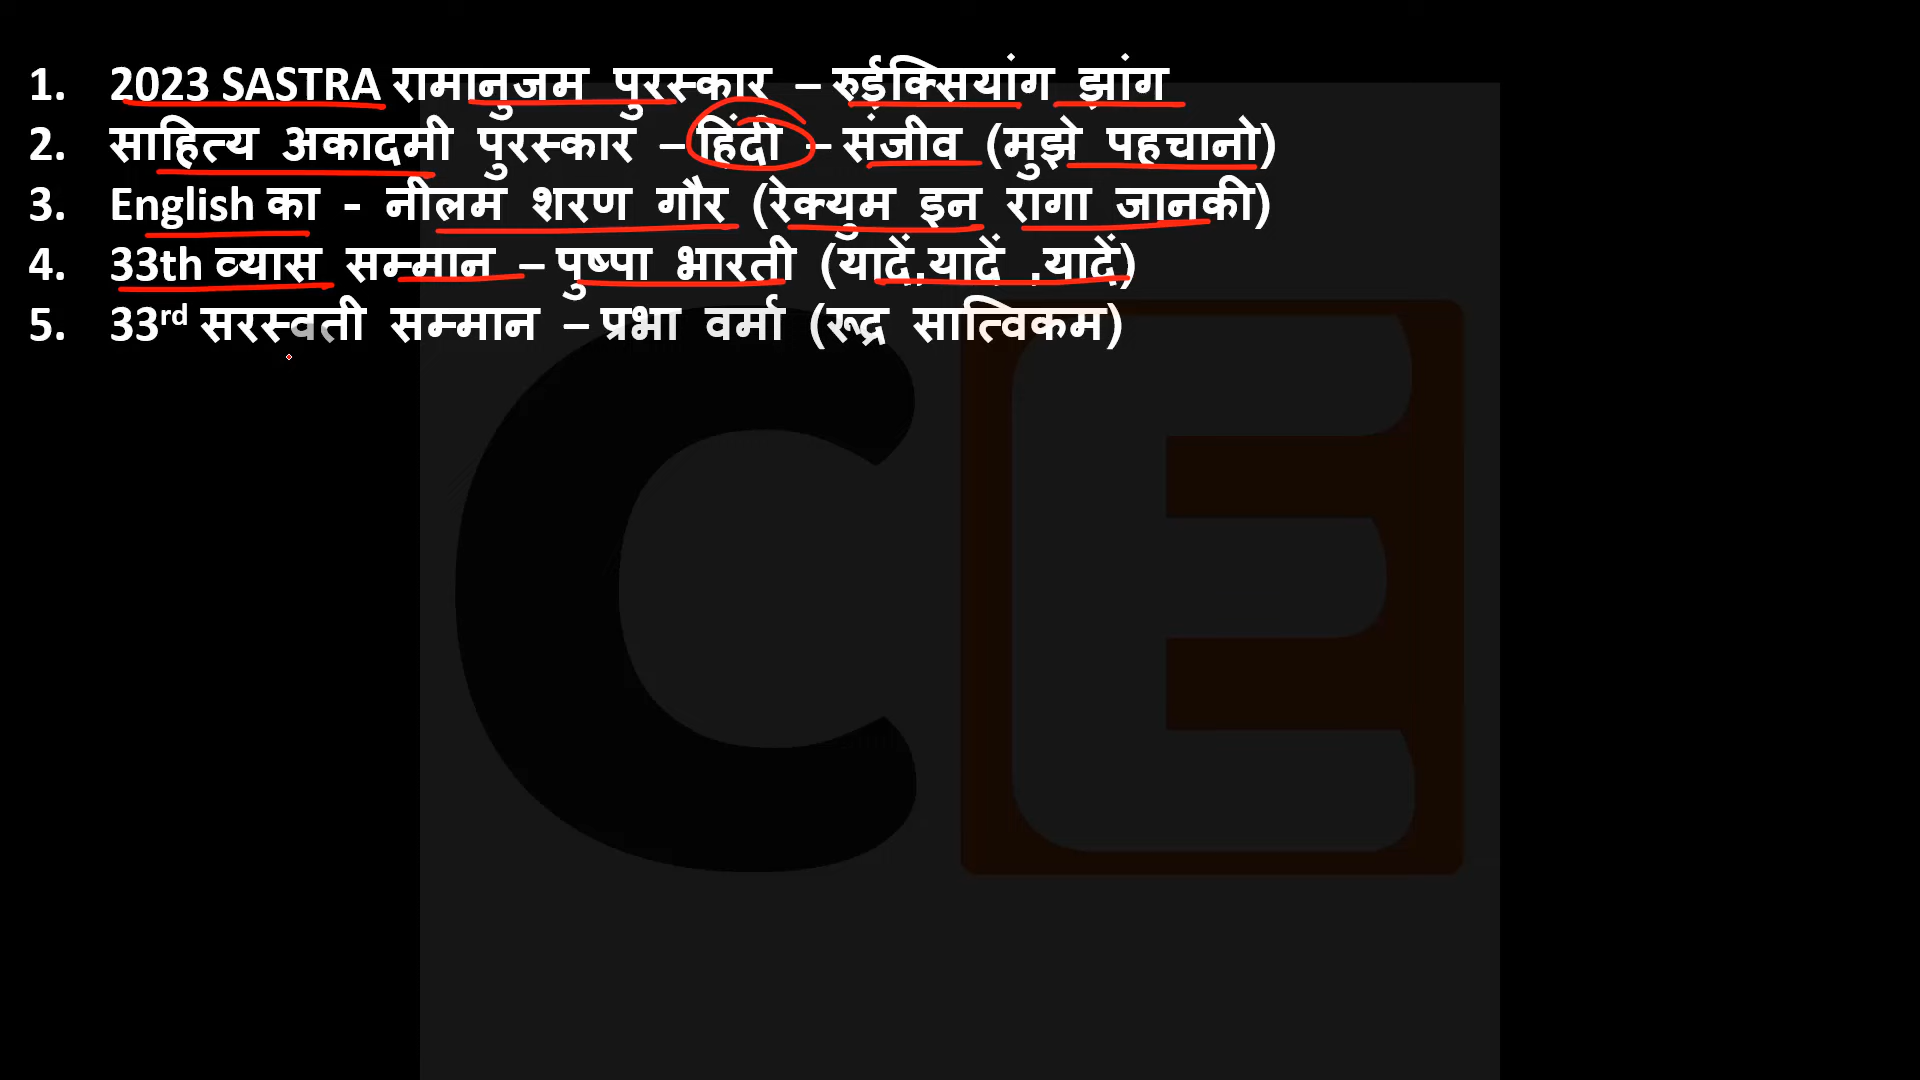 1. 2023 SASTRA रामानुजम पुरस्कार – रुईक्सियांग झांग
2. साहित्य अकादमी पुरस्कार – हिंदी – संजीव (मुझे पहचानो)
3. English का - नीलम शरण गौर (रेक्युम इन रागा जानकी)
4. 33th व्यास सम्मान – पुष्पा भारती (यादें,यादें ,यादें)
5. 33rd सरस्वती सम्मान – प्रभा वर्मा (रूद्र सात्विकम)
CE